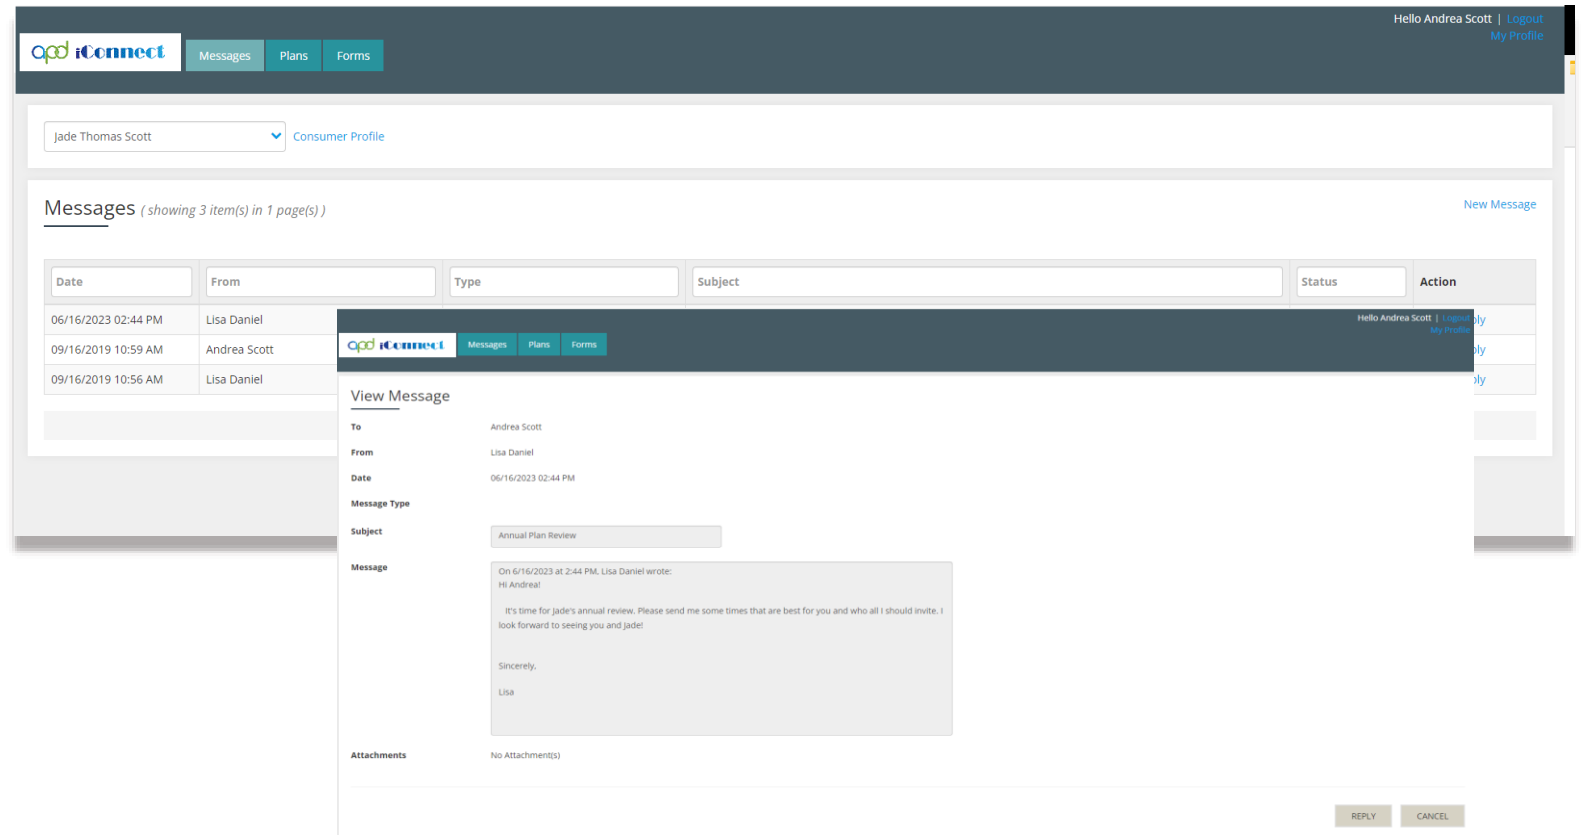 Hello Andrea Scott | Logout
My Profile
apd iConnect
Messages Plans Forms
Jade Thomas Scott Consumer Profile
Messages ( showing 3 item(s) in 1 page(s) )
New Message
Date From Type Subject Status Action
06/16/2023 02:44 PM Lisa Daniel
09/16/2019 10:59 AM Andrea Scott
09/16/2019 10:56 AM Lisa Daniel
Hello Andrea Scott | Logout
My Profile
apd iConnect
Messages Plans Forms
View Message
To Andrea Scott
From Lisa Daniel
Date 06/16/2023 02:44 PM
Message Type
Subject Annual Plan Review
Message On 6/16/2023 at 2:44 PM, Lisa Daniel wrote:
Hi Andrea!
It's time for Jade's annual review. Please send me some times that are best for you and who all I should invite. I
look forward to seeing you and Jade!
Sincerely,
Lisa
Attachments No Attachment(s)
REPLY CANCEL